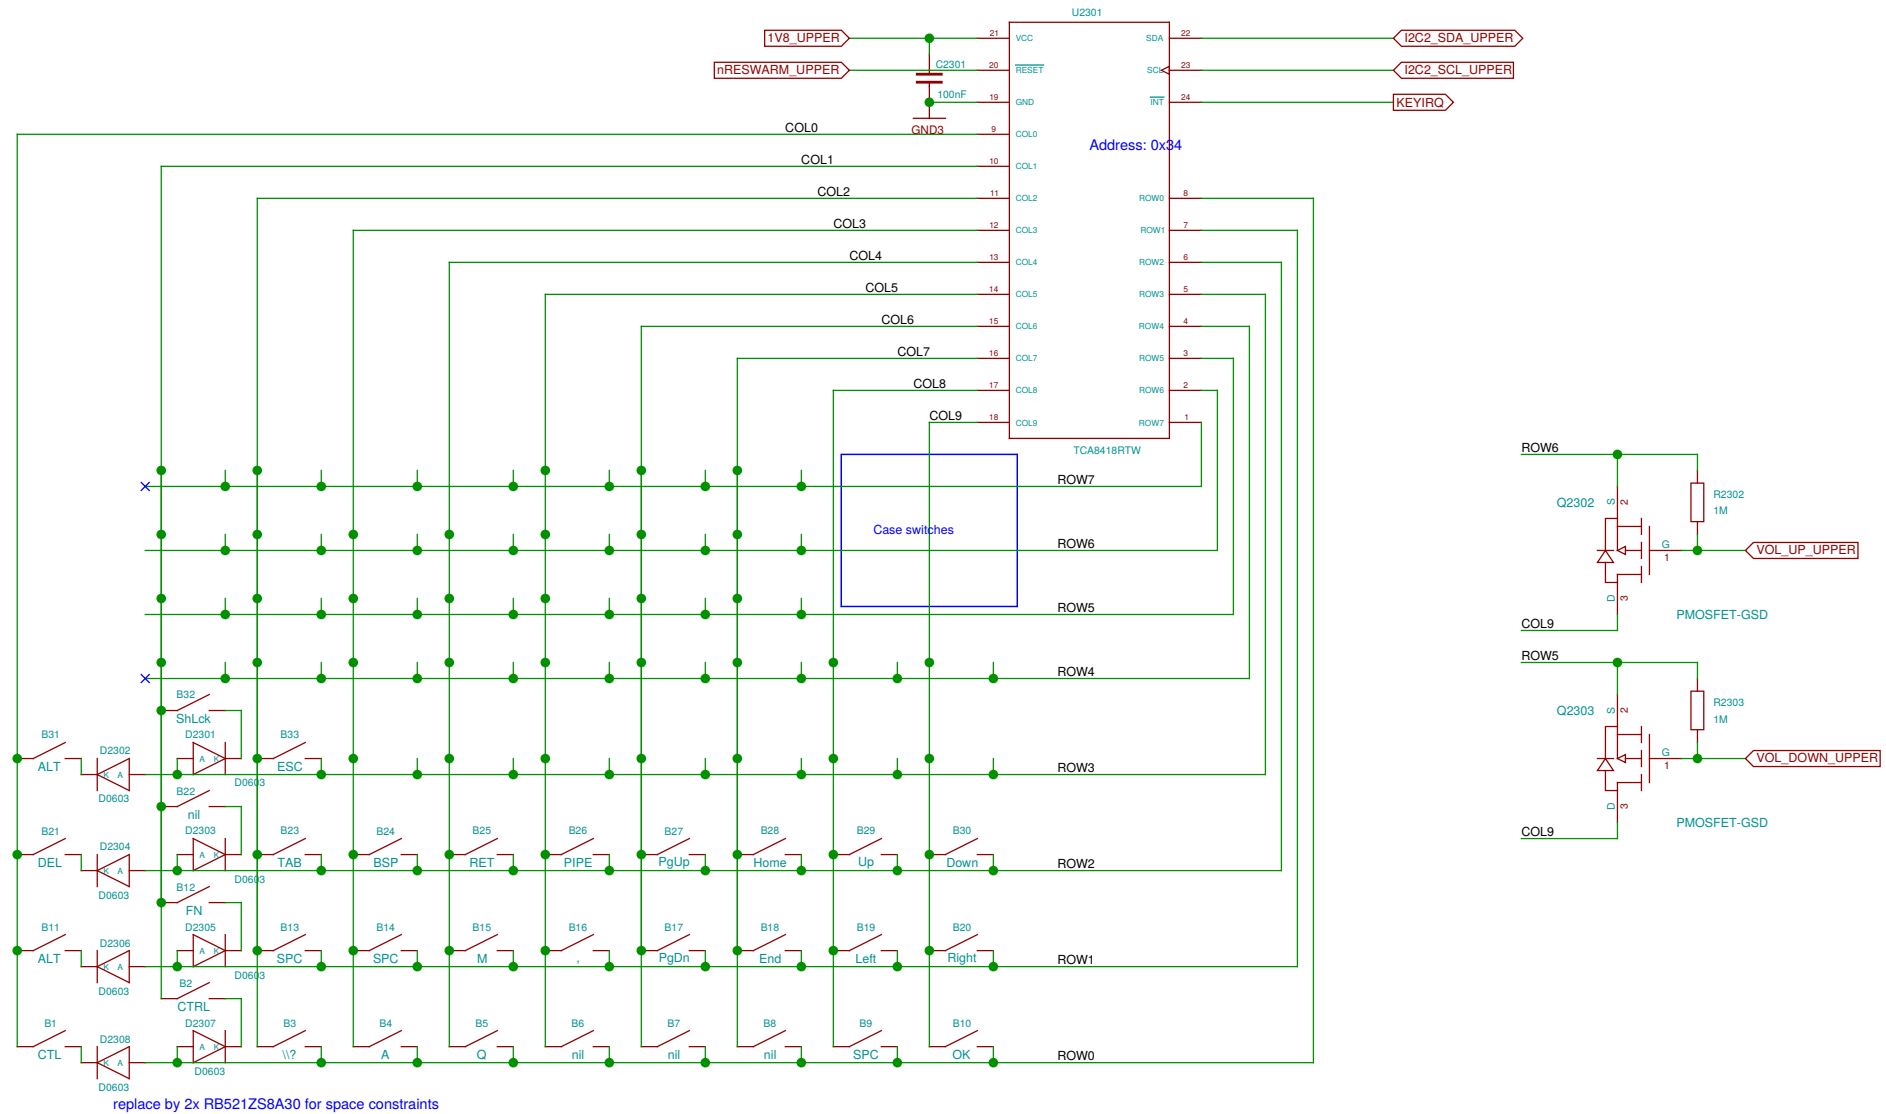 U2301
1V8_UPPER
21 VCC
SDA 22
I2C2_SDA_UPPER
nRESWARM_UPPER
C2301
20 RESET
SCL 23
I2C2_SCL_UPPER
100nF
19 GND
INT 24
KEYIRQ
GND3
COL0 9 COL0
Address: 0x34
COL1 10 COL1
COL2 11 COL2
ROW0 8
COL3 12 COL3
ROW1 7
COL4 13 COL4
ROW2 6
COL5 14 COL5
ROW3 5
COL6 15 COL6
ROW4 4
COL7 16 COL7
ROW5 3
COL8 17 COL8
ROW6 2
COL9 18 COL9
ROW7 1
TCA8418RTW
ROW7
Case switches
ROW6
ROW5
ROW4
B32
ShLck
B31
ALT
D2302
K A
D0603
D2301
A K
D0603
B33
ESC
ROW3
B22
nil
B21
DEL
D2304
K A
D0603
D2303
A K
D0603
B23
TAB
B24
BSP
B25
RET
B26
PIPE
B27
PgUp
B28
Home
B29
Up
B30
Down
ROW2
B12
FN
B11
ALT
D2306
K A
D0603
D2305
A K
D0603
B13
SPC
B14
SPC
B15
M
B16
,
B17
PgDn
B18
End
B19
Left
B20
Right
ROW1
B2
CTRL
B1
CTL
D2308
K A
D0603
D2307
A K
D0603
B3
\\?
B4
A
B5
Q
B6
nil
B7
nil
B8
nil
B9
SPC
B10
OK
ROW0
replace by 2x RB521ZS8A30 for space constraints
ROW6
Q2302
S 2
R2302
1M
G
1
VOL_UP_UPPER
D 3
PMOSFET-GSD
COL9
ROW5
Q2303
S 2
R2303
1M
G
1
VOL_DOWN_UPPER
D 3
PMOSFET-GSD
COL9